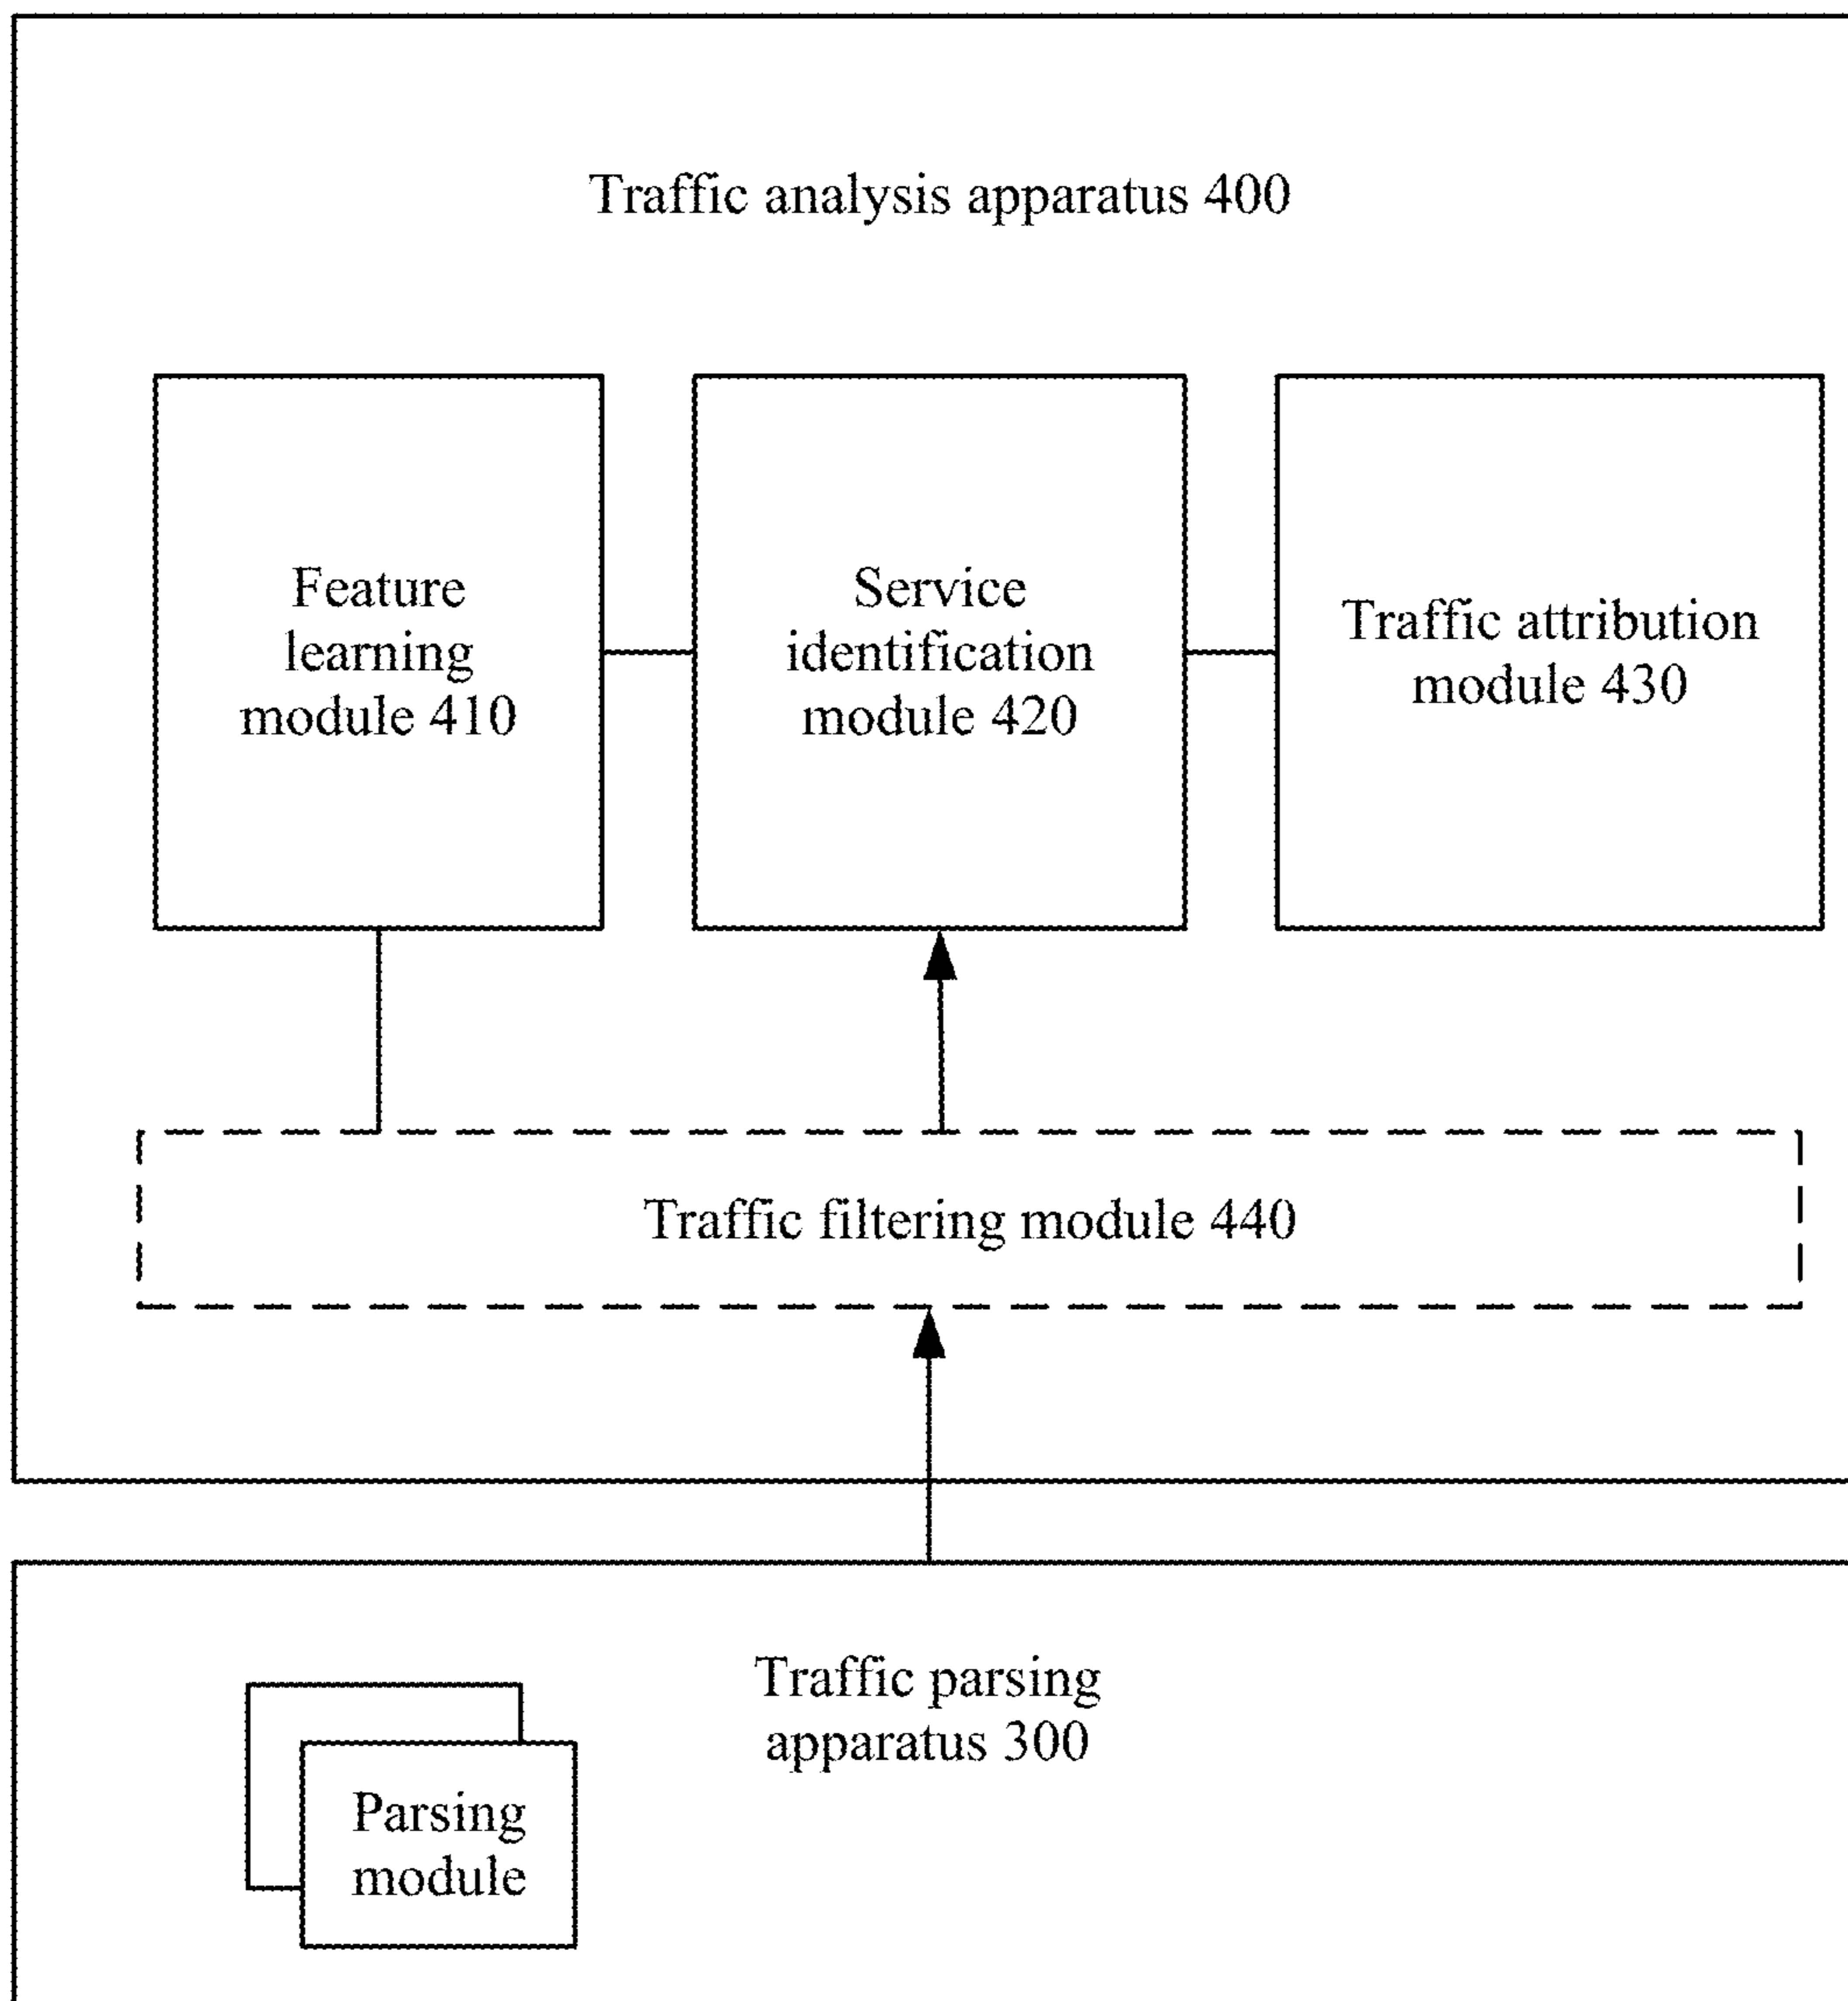 Traffic analysis apparatus 400
Feature
learning
module 410
Service
identification
module 420
Traffic attribution
module 430
Traffic filtering module 440
Traffic parsing
apparatus 300
Parsing
module